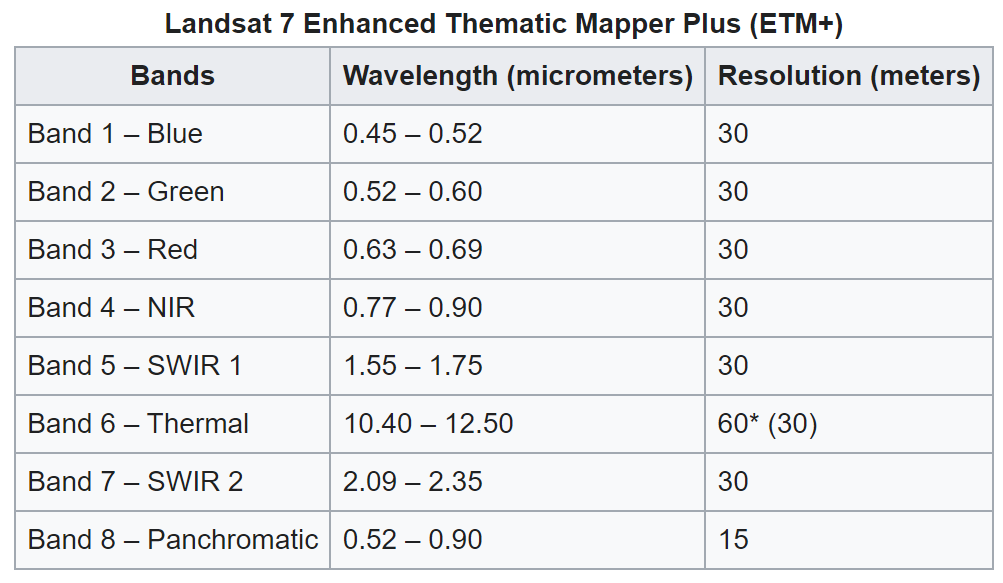 Landsat 7 Enhanced Thematic Mapper Plus (ETM+)
Bands Wavelength (micrometers) Resolution (meters)
Band 1 – Blue 0.45 – 0.52 30
Band 2 – Green 0.52 – 0.60 30
Band 3 – Red 0.63 – 0.69 30
Band 4 – NIR 0.77 – 0.90 30
Band 5 – SWIR 1 1.55 – 1.75 30
Band 6 – Thermal 10.40 – 12.50 60* (30)
Band 7 – SWIR 2 2.09 – 2.35 30
Band 8 – Panchromatic 0.52 – 0.90 15